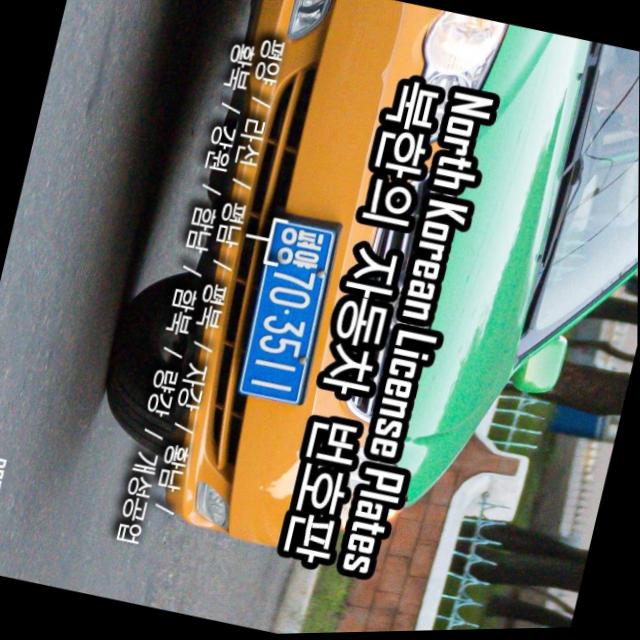 North Korean License Plates
북한의 자동차 번호판
평양70·3511
평양 / 라선 / 평남 / 평북 / 자강 / 황남 /
황북 / 강원 / 함남 / 함북 / 량강 / 개성공업